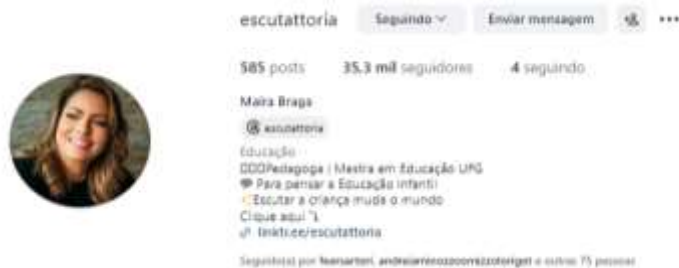 escutattoria Seguindo Enviar mensagem
585 posts 35,3 mil seguidores 4 seguindo
Maira Braga
escutattoria
Educação
Pedagoga | Mestra em Educação UFG
Para pensar a Educação Infantil
Escutar a criança muda o mundo
Clique aqui
linktr.ee/escutattoria
Seguido(a) por e outras 75 pessoas